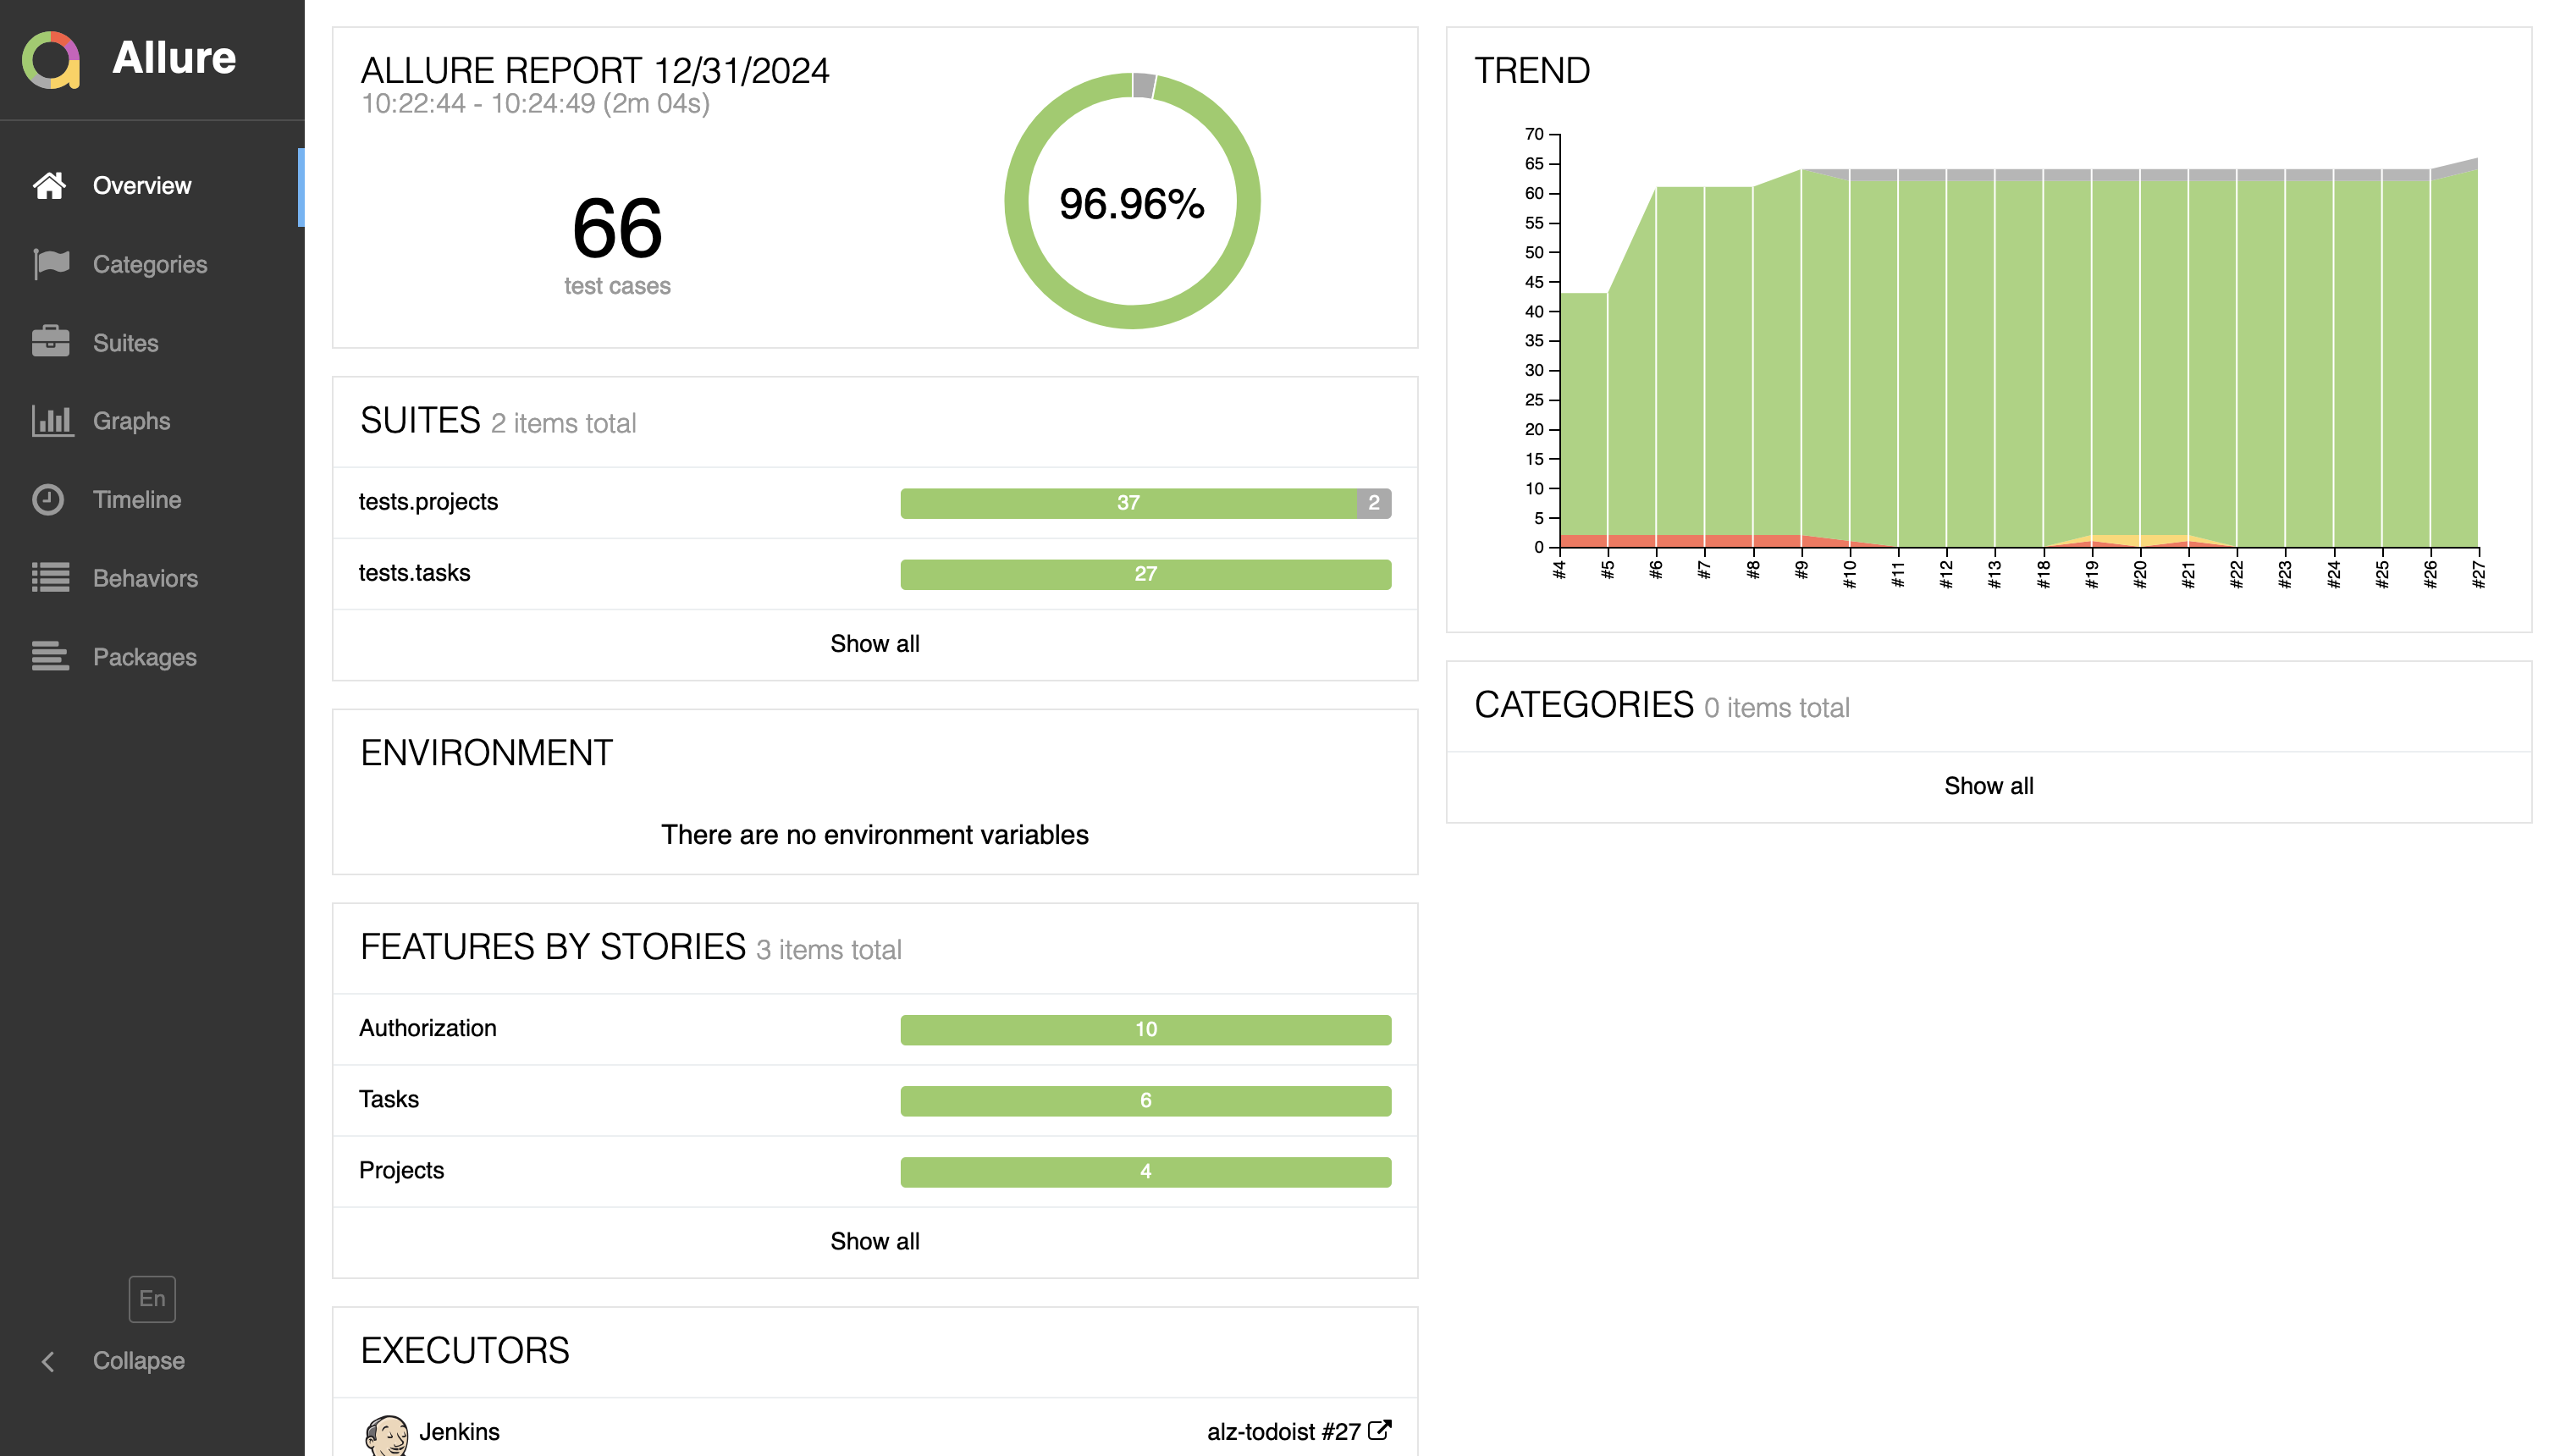 Allure
Overview
Categories
Suites
Graphs
Timeline
Behaviors
Packages
En
Collapse
ALLURE REPORT 12/31/2024
10:22:44 - 10:24:49 (2m 04s)
66
test cases
96.96%
SUITES 2 items total
tests.projects 37 2
tests.tasks 27
Show all
ENVIRONMENT
There are no environment variables
FEATURES BY STORIES 3 items total
Authorization 10
Tasks 6
Projects 4
Show all
EXECUTORS
Jenkins alz-todoist #27
TREND
70
65
60
55
50
45
40
35
30
25
20
15
10
5
0
#4 #5 #6 #7 #8 #9 #10 #11 #12 #13 #18 #19 #20 #21 #22 #23 #24 #25 #26 #27
CATEGORIES 0 items total
Show all